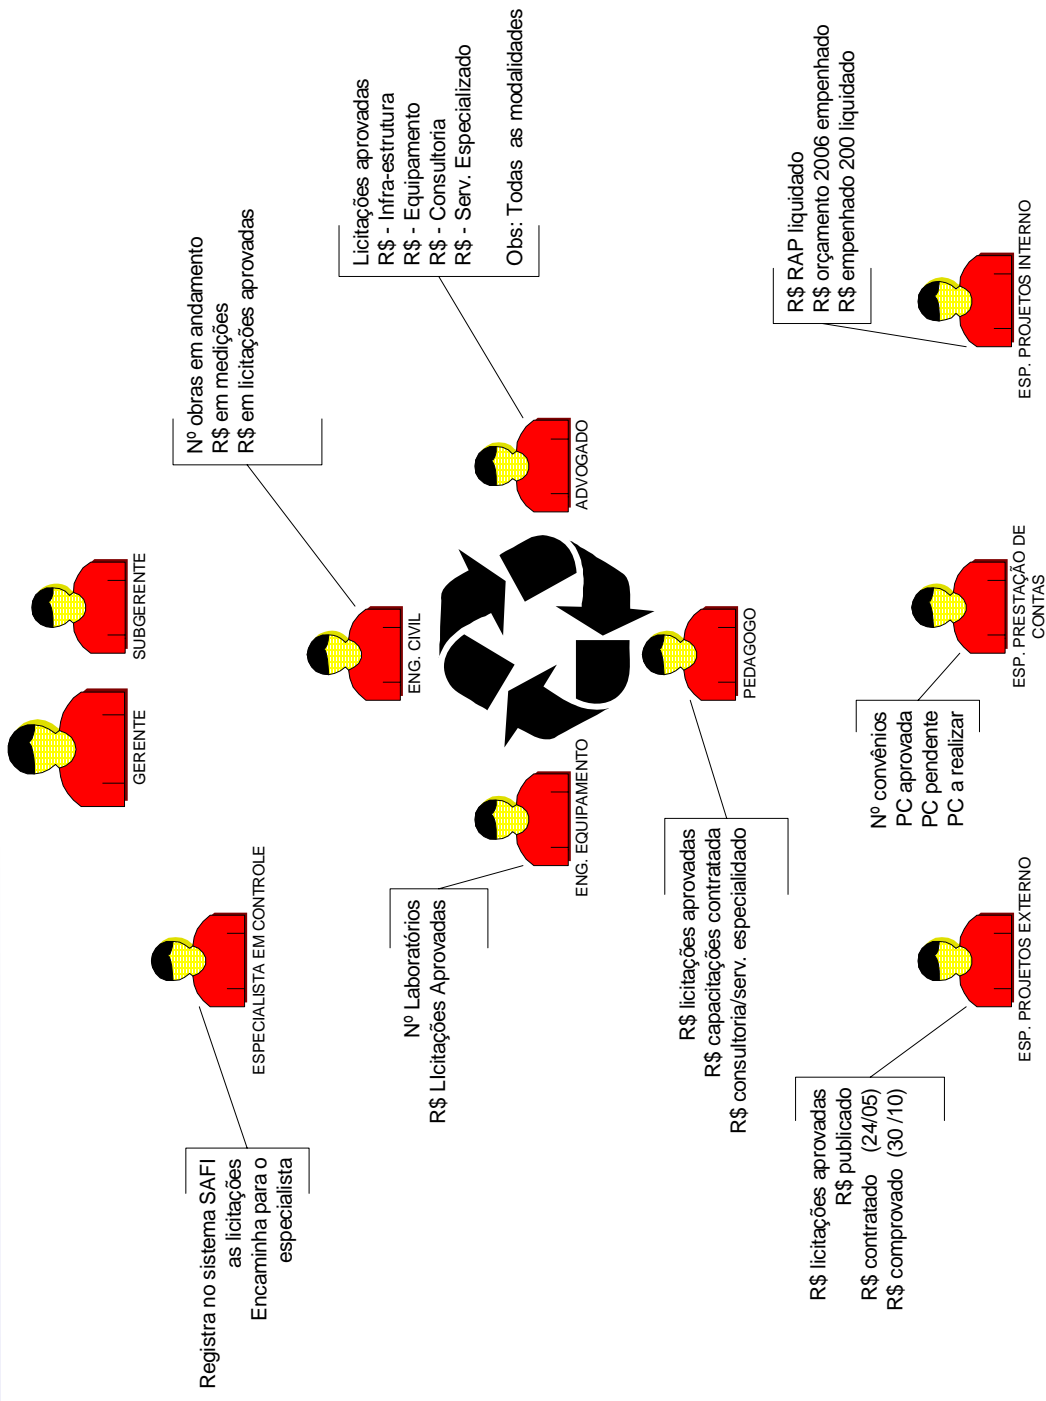 GERENTE
SUBGERENTE
ESPECIALISTA EM CONTROLE
Registra no sistema SAFI
as licitações
Encaminha para o
especialista
Nº obras em andamento
R$ em medições
R$ em licitações aprovadas
ENG. CIVIL
Licitações aprovadas
R$ - Infra-estrutura
R$ - Equipamento
R$ - Consultoria
R$ - Serv. Especializado
Obs: Todas as modalidades
ADVOGADO
Nº Laboratórios
R$ LIcitações Aprovadas
ENG. EQUIPAMENTO
PEDAGOGO
R$ licitações aprovadas
R$ capacitações contratada
R$ consultoria/serv. especialidado
R$ licitações aprovadas
R$ publicado
R$ contratado (24/05)
R$ comprovado (30 /10)
ESP. PROJETOS EXTERNO
Nº convênios
PC aprovada
PC pendente
PC a realizar
ESP. PRESTAÇÃO DE
CONTAS
R$ RAP liquidado
R$ orçamento 2006 empenhado
R$ empenhado 200 liquidado
ESP. PROJETOS INTERNO